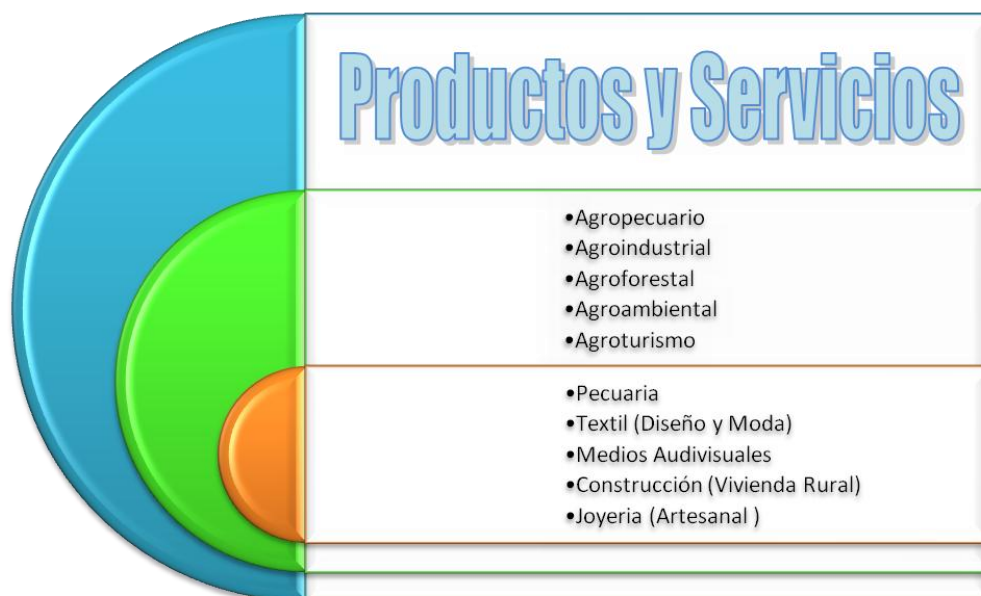 Productos y Servicios
•Agropecuario
•Agroindustrial
•Agroforestal
•Agroambiental
•Agroturismo
•Pecuaria
•Textil (Diseño y Moda)
•Medios Audivisuales
•Construcción (Vivienda Rural)
•Joyeria (Artesanal )